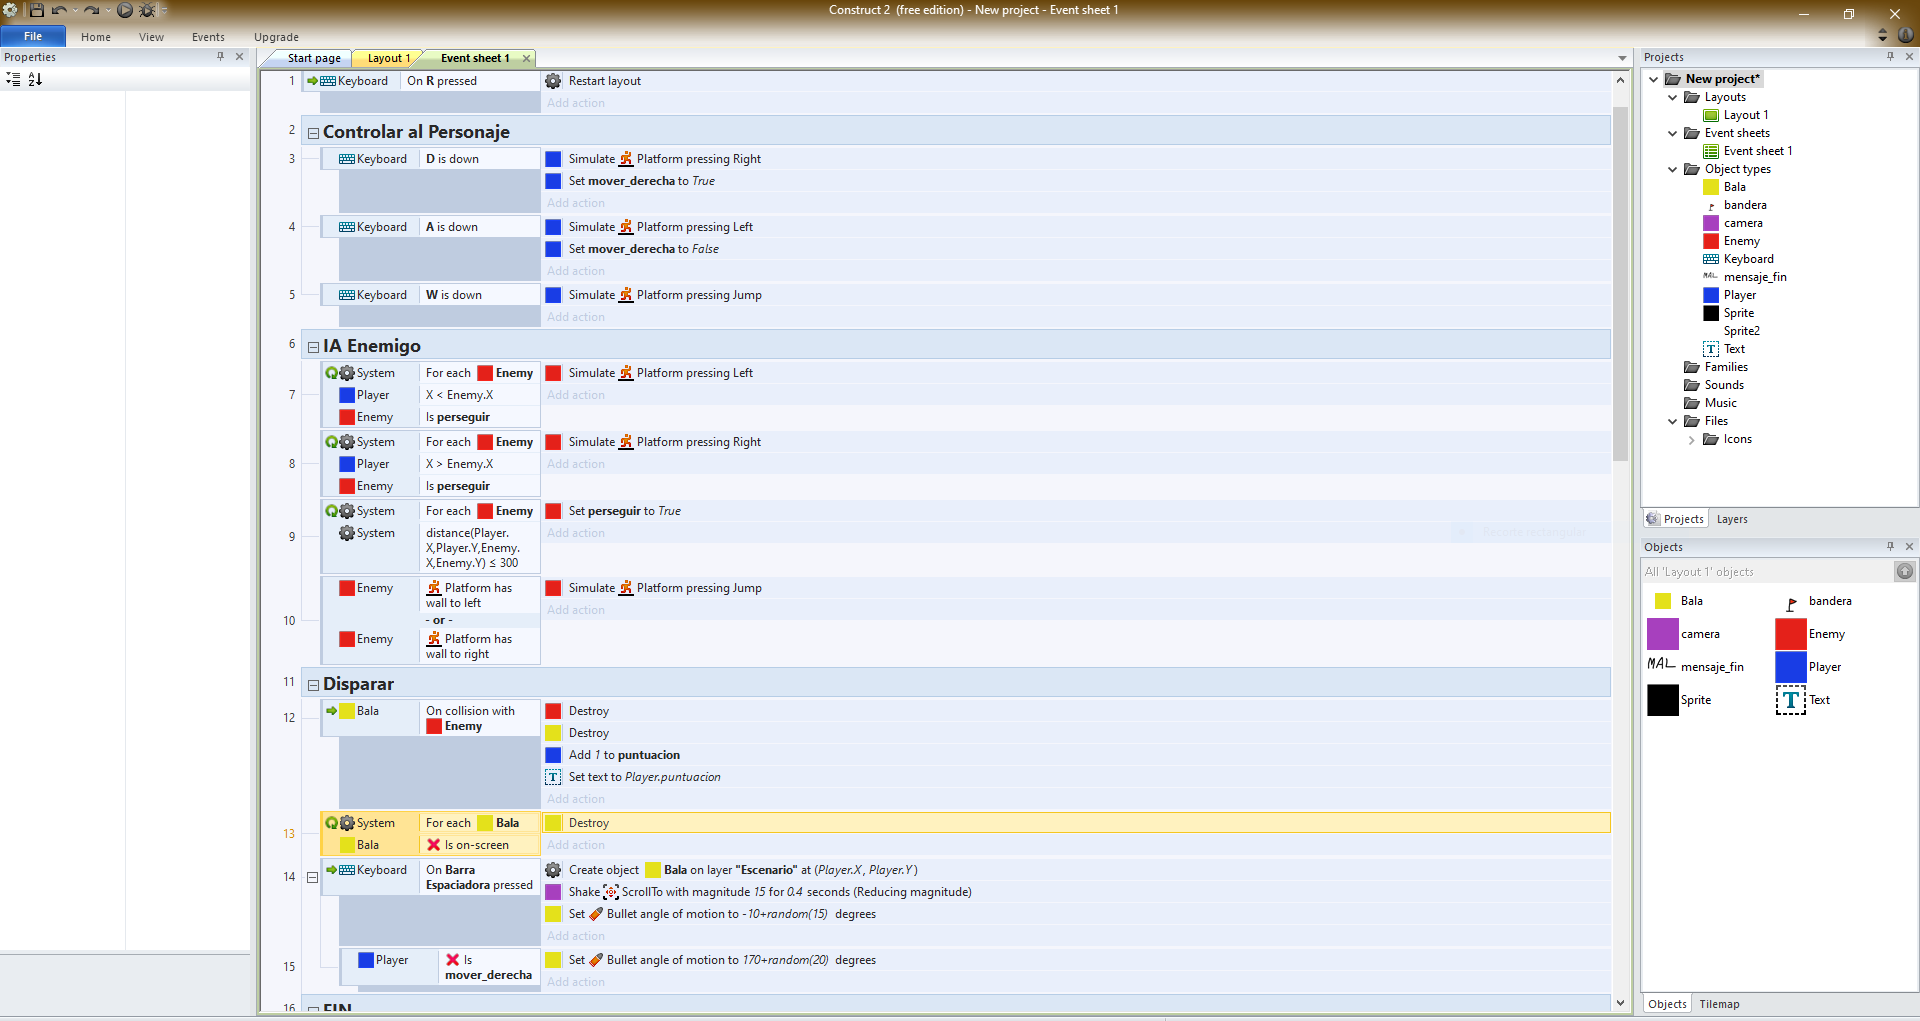 Construct 2  (free edition) - New project - Event sheet 1
File
Home
View
Events
Upgrade
Properties
Start page
Layout 1
Event sheet 1
1
Keyboard
On R pressed
Restart layout
Add action
2
Controlar al Personaje
3
Keyboard
D is down
Simulate Platform pressing Right
Set mover_derecha to True
Add action
4
Keyboard
A is down
Simulate Platform pressing Left
Set mover_derecha to False
Add action
5
Keyboard
W is down
Simulate Platform pressing Jump
Add action
6
IA Enemigo
7
System
For each Enemy
Simulate Platform pressing Left
Player
X < Enemy.X
Add action
Enemy
Is perseguir
8
System
For each Enemy
Simulate Platform pressing Right
Player
X > Enemy.X
Add action
Enemy
Is perseguir
9
System
For each Enemy
Set perseguir to True
System
distance(Player.
X,Player.Y,Enemy.
X,Enemy.Y) ≤ 300
Add action
10
Enemy
Platform has
wall to left
- or -
Enemy
Platform has
wall to right
Simulate Platform pressing Jump
Add action
11
Disparar
12
Bala
On collision with
Enemy
Destroy
Destroy
Add 1 to puntuacion
T
Set text to Player.puntuacion
Add action
13
System
For each Bala
Destroy
Bala
Is on-screen
Add action
14
Keyboard
On Barra
Espaciadora pressed
Create object Bala on layer "Escenario" at (Player.X, Player.Y)
Shake ScrollTo with magnitude 15 for 0.4 seconds (Reducing magnitude)
Set Bullet angle of motion to -10+random(15) degrees
Add action
15
Player
Is
mover_derecha
Set Bullet angle of motion to 170+random(20) degrees
Add action
16
FIN
Projects
New project*
Layouts
Layout 1
Event sheets
Event sheet 1
Object types
Bala
bandera
camera
Enemy
Keyboard
MAL mensaje_fin
Player
Sprite
Sprite2
T Text
Families
Sounds
Music
Files
Icons
Projects
Layers
Objects
All 'Layout 1' objects
Bala
bandera
camera
Enemy
MAL mensaje_fin
Player
Sprite
T Text
Objects
Tilemap